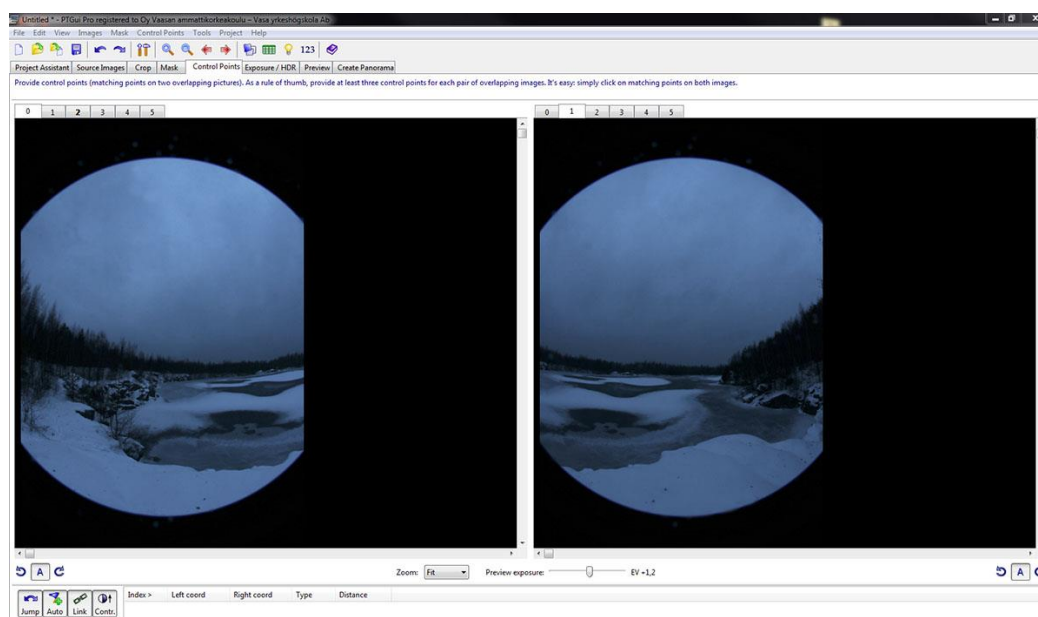 Untitled * - PTGui Pro registered to Oy Vaasan ammattikorkeakoulu – Vasa yrkeshögskola Ab
File Edit View Images Mask Control Points Tools Project Help
123
Project Assistant Source Images Crop Mask Control Points Exposure / HDR Preview Create Panorama
Provide control points (matching points on two overlapping pictures). As a rule of thumb, provide at least three control points for each pair of overlapping images. It's easy: simply click on matching points on both images.
0 1 2 3 4 5 0 1 2 3 4 5
A Zoom: Fit Preview exposure: EV -1,2 A
Index > Left coord Right coord Type Distance
Jump Auto Link Contr.